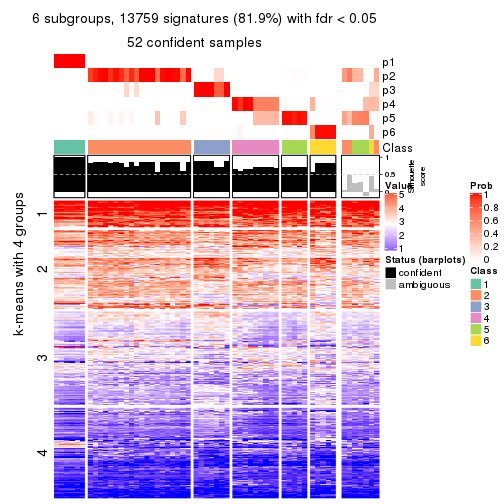 6 subgroups, 13759 signatures (81.9%) with fdr < 0.05
52 confident samples
p1
p2
p3
p4
p5
p6
Class
1
0.5
0
Silhouette
score
k-means with 4 groups
1
2
3
4
Value
5
4
3
2
1
Status (barplots)
confident
ambiguous
Prob
1
0.8
0.6
0.4
0.2
0
Class
1
2
3
4
5
6